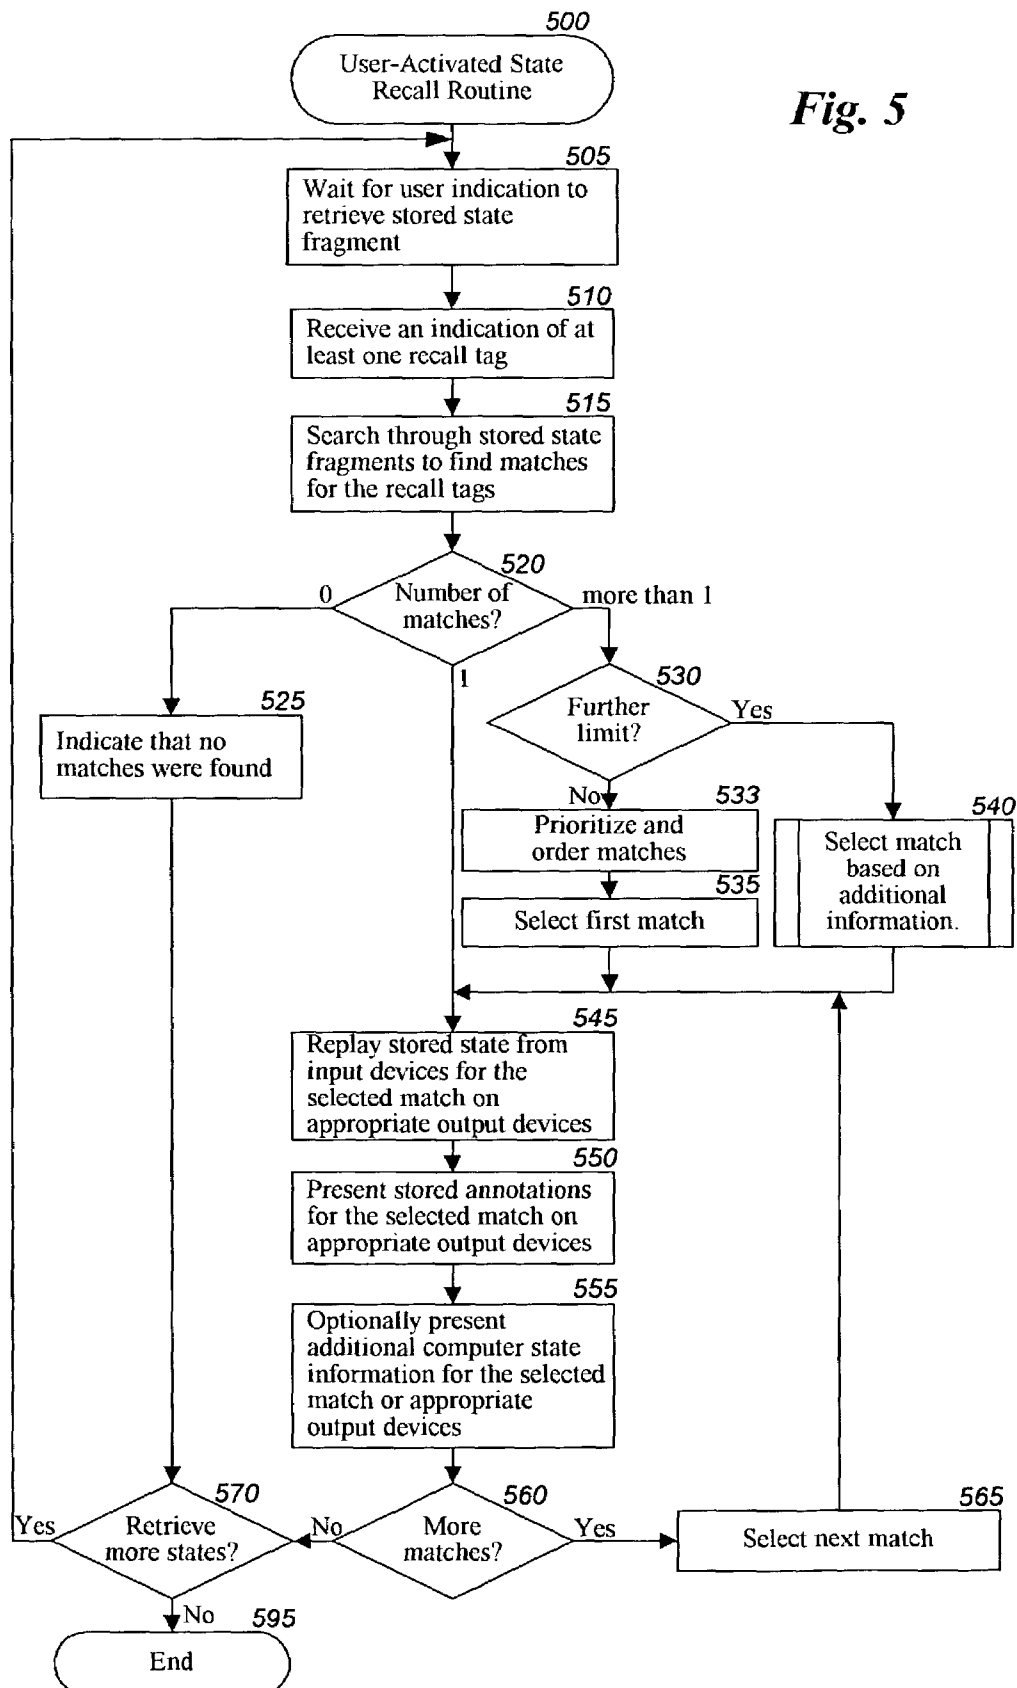 500
User-Activated State
Recall Routine
Fig. 5
505
Wait for user indication to
retrieve stored state
fragment
510
Receive an indication of at
least one recall tag
515
Search through stored state
fragments to find matches
for the recall tags
520
Number of
matches?
0
more than 1
1
530
Further
limit?
Yes
No
525
Indicate that no
matches were found
533
Prioritize and
order matches
535
Select first match
540
Select match
based on
additional
information.
545
Replay stored state from
input devices for the
selected match on
appropriate output devices
550
Present stored annotations
for the selected match on
appropriate output devices
555
Optionally present
additional computer state
information for the selected
match or appropriate
output devices
570
Retrieve
more states?
Yes
No
560
More
matches?
No
Yes
565
Select next match
595
End